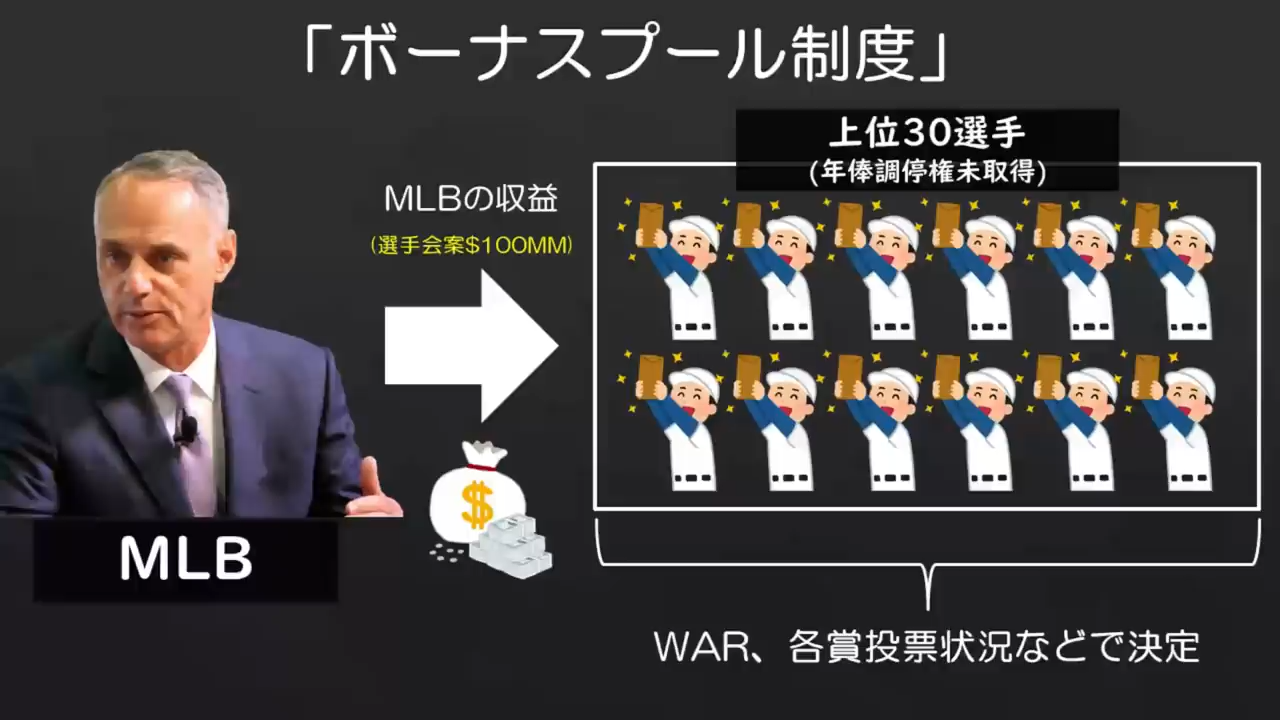 「ボーナスプール制度」
上位30選手
(年俸調停権未取得)
MLBの収益
(選手会案$100MM)
$
MLB
WAR、各賞投票状況などで決定